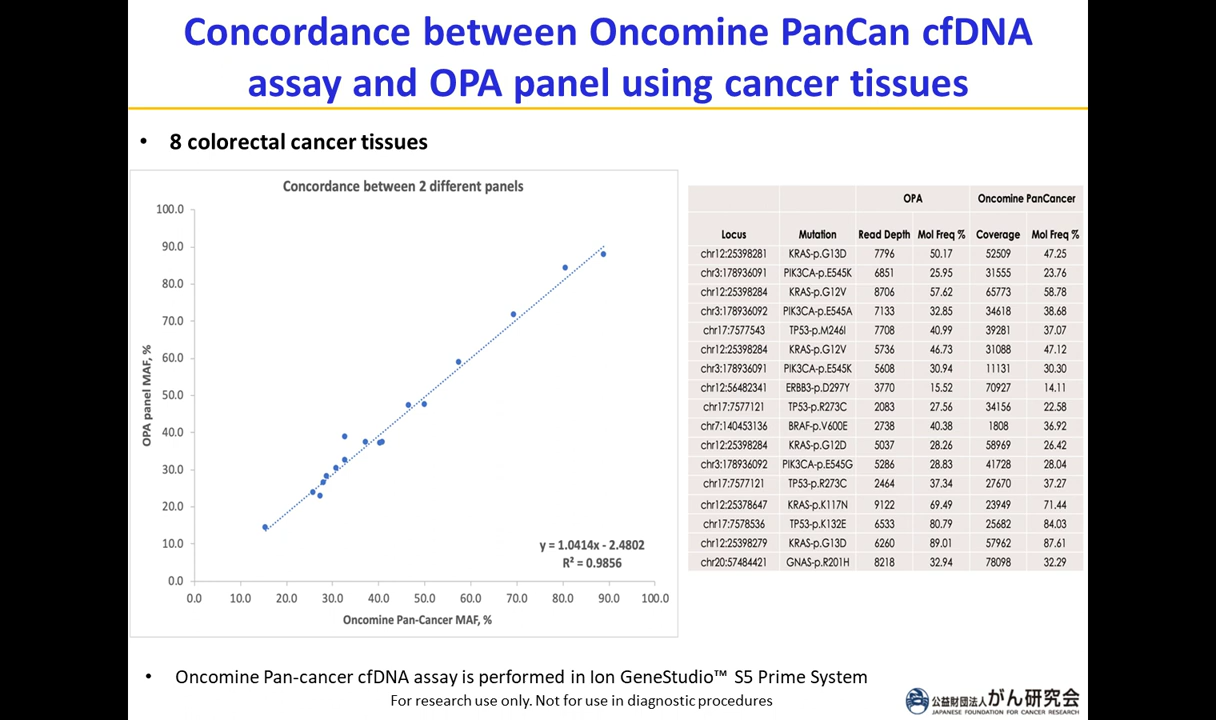 Concordance between Oncomine PanCan cfDNA
assay and OPA panel using cancer tissues
• 8 colorectal cancer tissues
Concordance between 2 different panels
100.0
90.0
80.0
70.0
60.0
50.0
40.0
30.0
20.0
10.0
0.0
OPA panel MAF, %
0.0 10.0 20.0 30.0 40.0 50.0 60.0 70.0 80.0 90.0 100.0
Oncomine Pan-Cancer MAF, %
y = 1.0414x - 2.4802
R² = 0.9856
OPA Oncomine PanCancer
Locus Mutation Read Depth Mol Freq % Coverage Mol Freq %
chr12:25398281 KRAS-p.G13D 7796 50.17 52509 47.25
chr3:178936091 PIK3CA-p.E545K 6851 25.95 31555 23.76
chr12:25398284 KRAS-p.G12V 8706 57.62 65773 58.78
chr3:178936092 PIK3CA-p.E545A 7133 32.85 34618 38.68
chr17:7577543 TP53-p.M246I 7708 40.99 39281 37.07
chr12:25398284 KRAS-p.G12V 5736 46.73 31088 47.12
chr3:178936091 PIK3CA-p.E545K 5608 30.94 11131 30.30
chr12:56482341 ERBB3-p.D297Y 3770 15.52 70927 14.11
chr17:7577121 TP53-p.R273C 2083 27.56 34156 22.58
chr7:140453136 BRAF-p.V600E 2738 40.38 1808 36.92
chr12:25398284 KRAS-p.G12D 5037 28.26 58969 26.42
chr3:178936092 PIK3CA-p.E545G 5286 28.83 41728 28.04
chr17:7577121 TP53-p.R273C 2464 37.34 27670 37.27
chr12:25378647 KRAS-p.K117N 9122 69.49 23949 71.44
chr17:7578536 TP53-p.K132E 6533 80.79 25682 84.03
chr12:25398279 KRAS-p.G13D 6260 89.01 57962 87.61
chr20:57484421 GNAS-p.R201H 8218 32.94 78098 32.29
• Oncomine Pan-cancer cfDNA assay is performed in Ion GeneStudio™ S5 Prime System
For research use only. Not for use in diagnostic procedures
公益財団法人がん研究会
JAPANESE FOUNDATION FOR CANCER RESEARCH